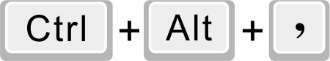 Ctrl + Alt + ,